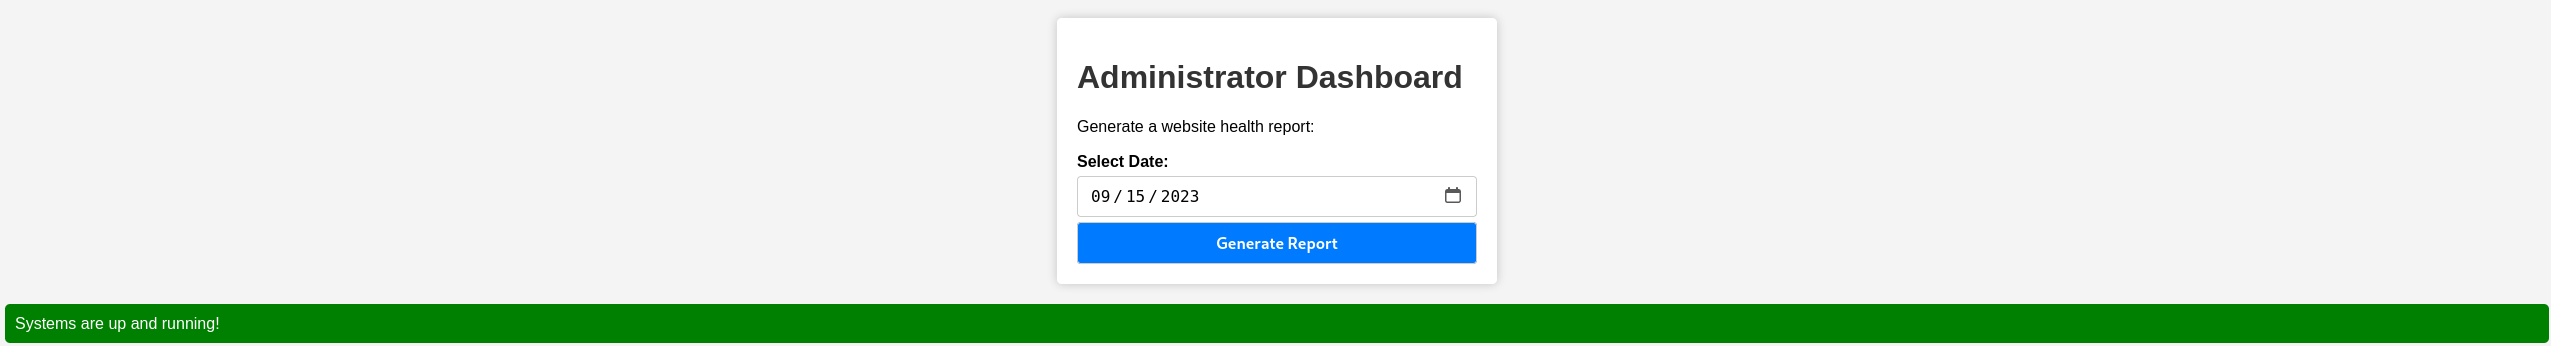 Administrator Dashboard
Generate a website health report:
Select Date:
09/15/2023
Generate Report
Systems are up and running!